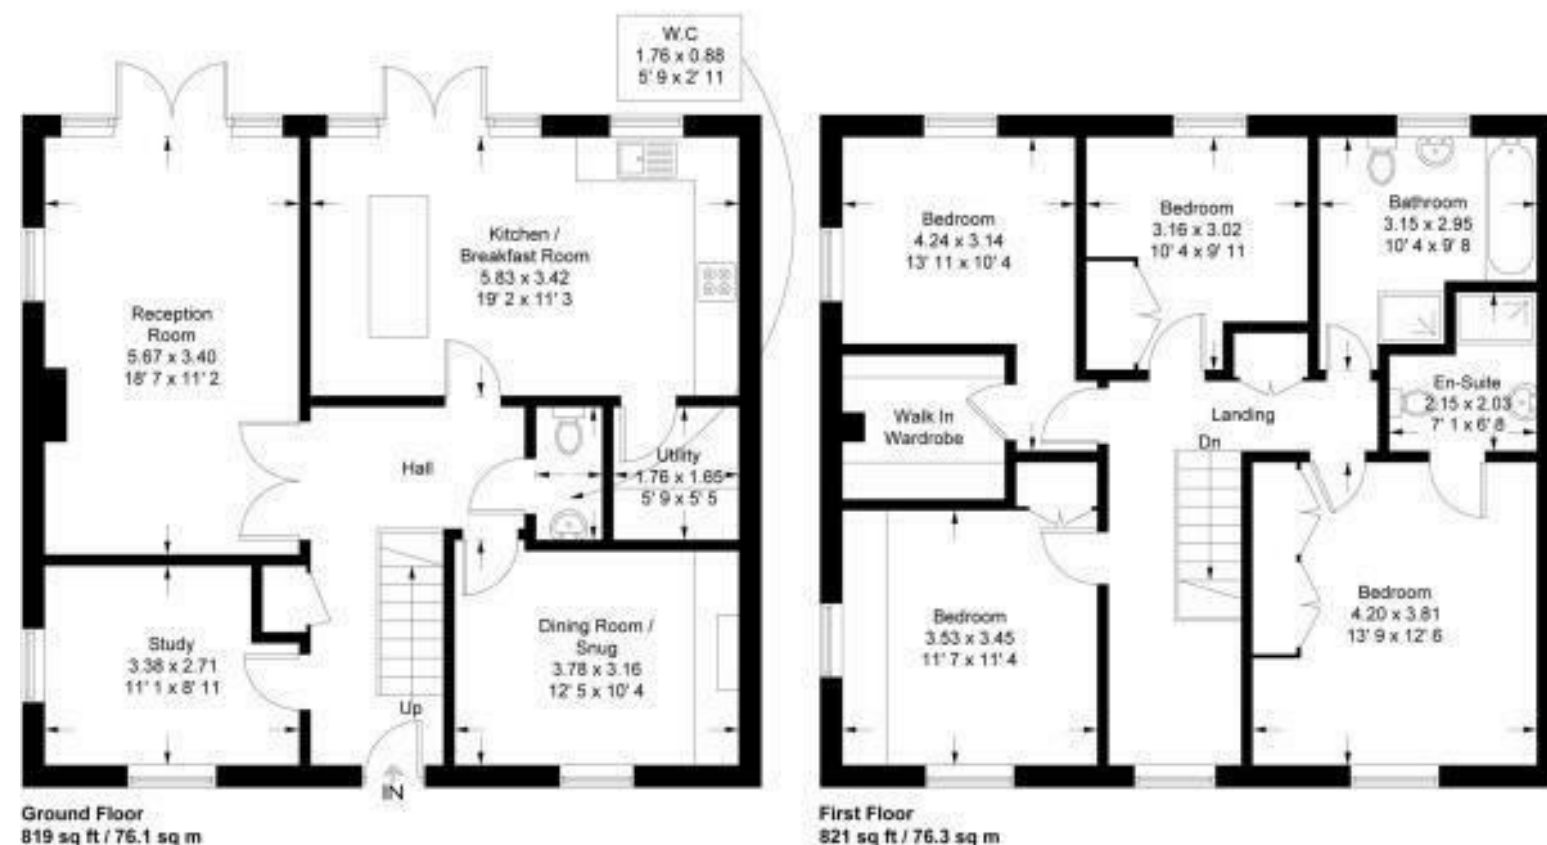 W.C
1.76 x 0.88
5' 9 x 2' 11
Kitchen /
Breakfast Room
5.83 x 3.42
19' 2 x 11' 3
Reception
Room
5.67 x 3.40
18' 7 x 11' 2
Hall
Utility
1.76 x 1.65
5' 9 x 5' 5
Study
3.38 x 2.71
11' 1 x 8' 11
Dining Room /
Snug
3.78 x 3.16
12' 5 x 10' 4
Up
IN
Ground Floor
819 sq ft / 76.1 sq m
Bedroom
4.24 x 3.14
13' 11 x 10' 4
Bedroom
3.16 x 3.02
10' 4 x 9' 11
Bathroom
3.15 x 2.95
10' 4 x 9' 8
En-Suite
2.15 x 2.03
7' 1 x 6' 8
Walk In
Wardrobe
Landing
Dn
Bedroom
3.53 x 3.45
11' 7 x 11' 4
Bedroom
4.20 x 3.81
13' 9 x 12' 6
First Floor
821 sq ft / 76.3 sq m